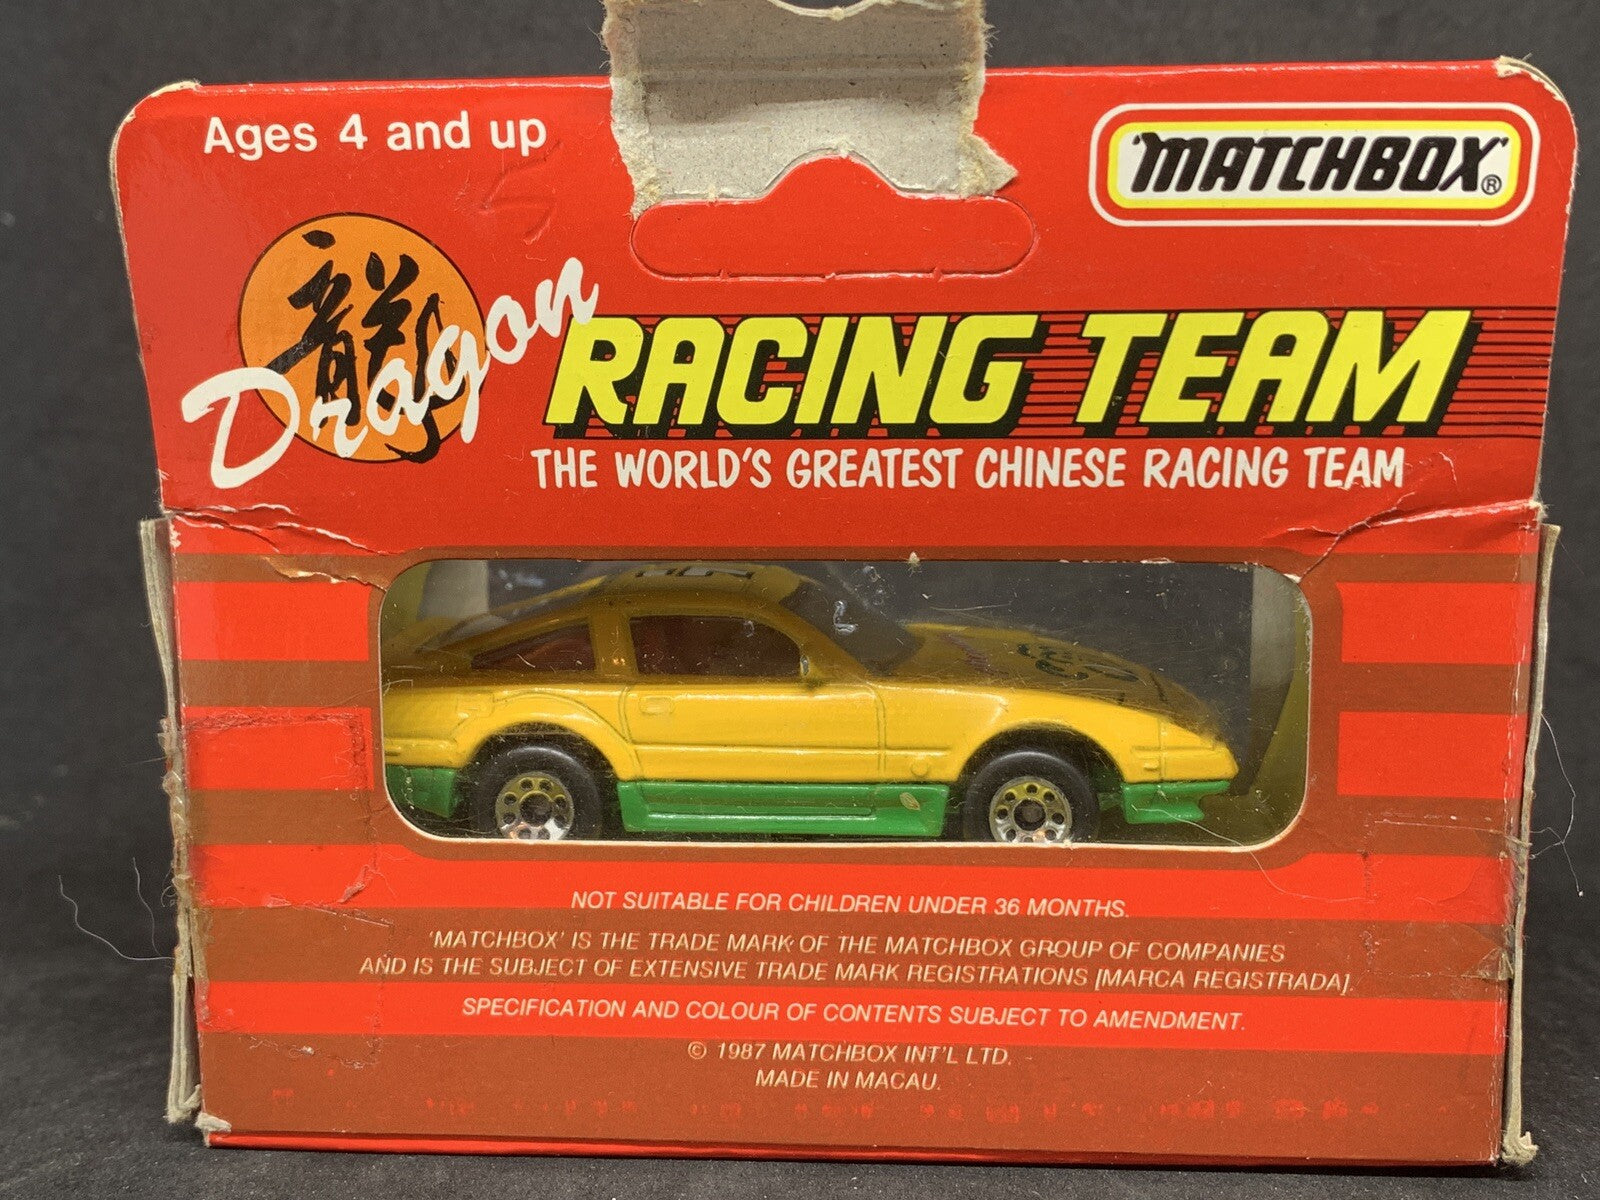 Ages 4 and up
'MATCHBOX'®
龍
Dragon
RACING TEAM
THE WORLD'S GREATEST CHINESE RACING TEAM
NOT SUITABLE FOR CHILDREN UNDER 36 MONTHS.
'MATCHBOX' IS THE TRADE MARK OF THE MATCHBOX GROUP OF COMPANIES
AND IS THE SUBJECT OF EXTENSIVE TRADE MARK REGISTRATIONS [MARCA REGISTRADA].
SPECIFICATION AND COLOUR OF CONTENTS SUBJECT TO AMENDMENT.
© 1987 MATCHBOX INT'L LTD.
MADE IN MACAU.